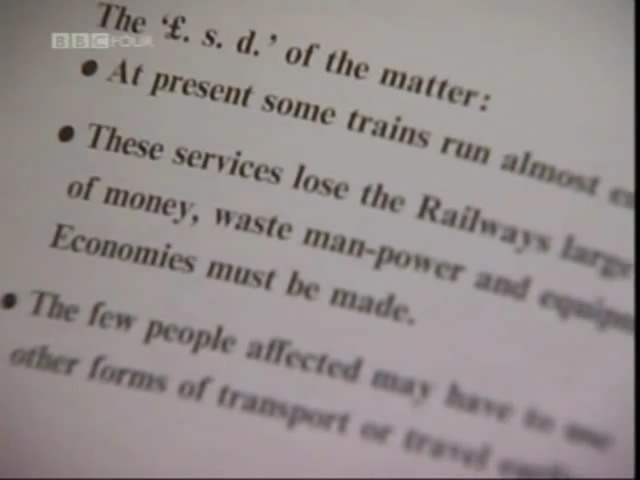 BBC FOUR
The '£. s. d.' of the matter:
• At present some trains run almost
• These services lose the Railways large
of money, waste man-power and
Economies must be made.
• The few people affected may have to use
other forms of transport or travel